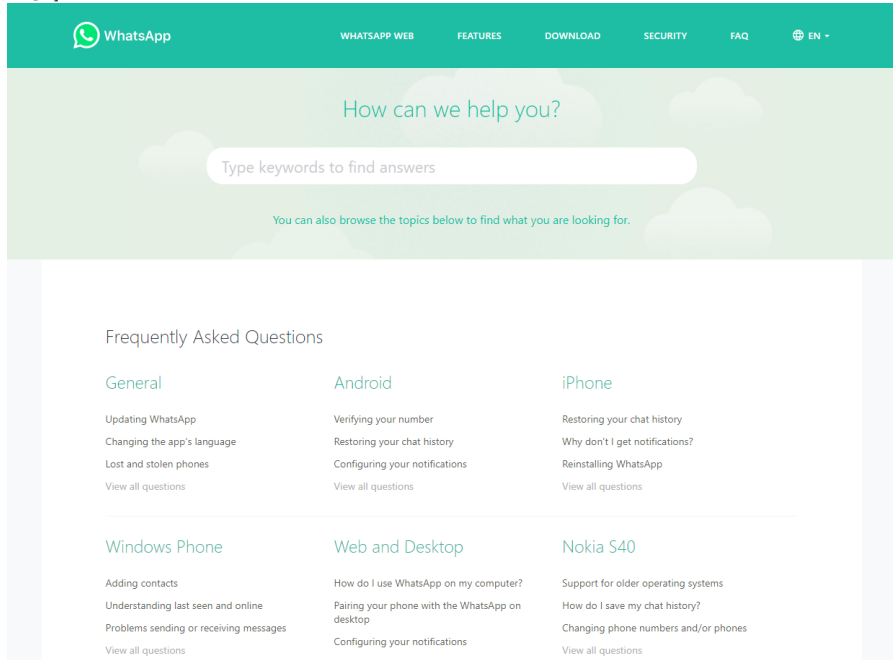 WhatsApp
WHATSAPP WEB
FEATURES
DOWNLOAD
SECURITY
FAQ
EN
How can we help you?
Type keywords to find answers
You can also browse the topics below to find what you are looking for.
Frequently Asked Questions
General
Updating WhatsApp
Changing the app's language
Lost and stolen phones
View all questions
Android
Verifying your number
Restoring your chat history
Configuring your notifications
View all questions
iPhone
Restoring your chat history
Why don't I get notifications?
Reinstalling WhatsApp
View all questions
Windows Phone
Adding contacts
Understanding last seen and online
Problems sending or receiving messages
View all questions
Web and Desktop
How do I use WhatsApp on my computer?
Pairing your phone with the WhatsApp on
desktop
Configuring your notifications
Nokia S40
Support for older operating systems
How do I save my chat history?
Changing phone numbers and/or phones
View all questions